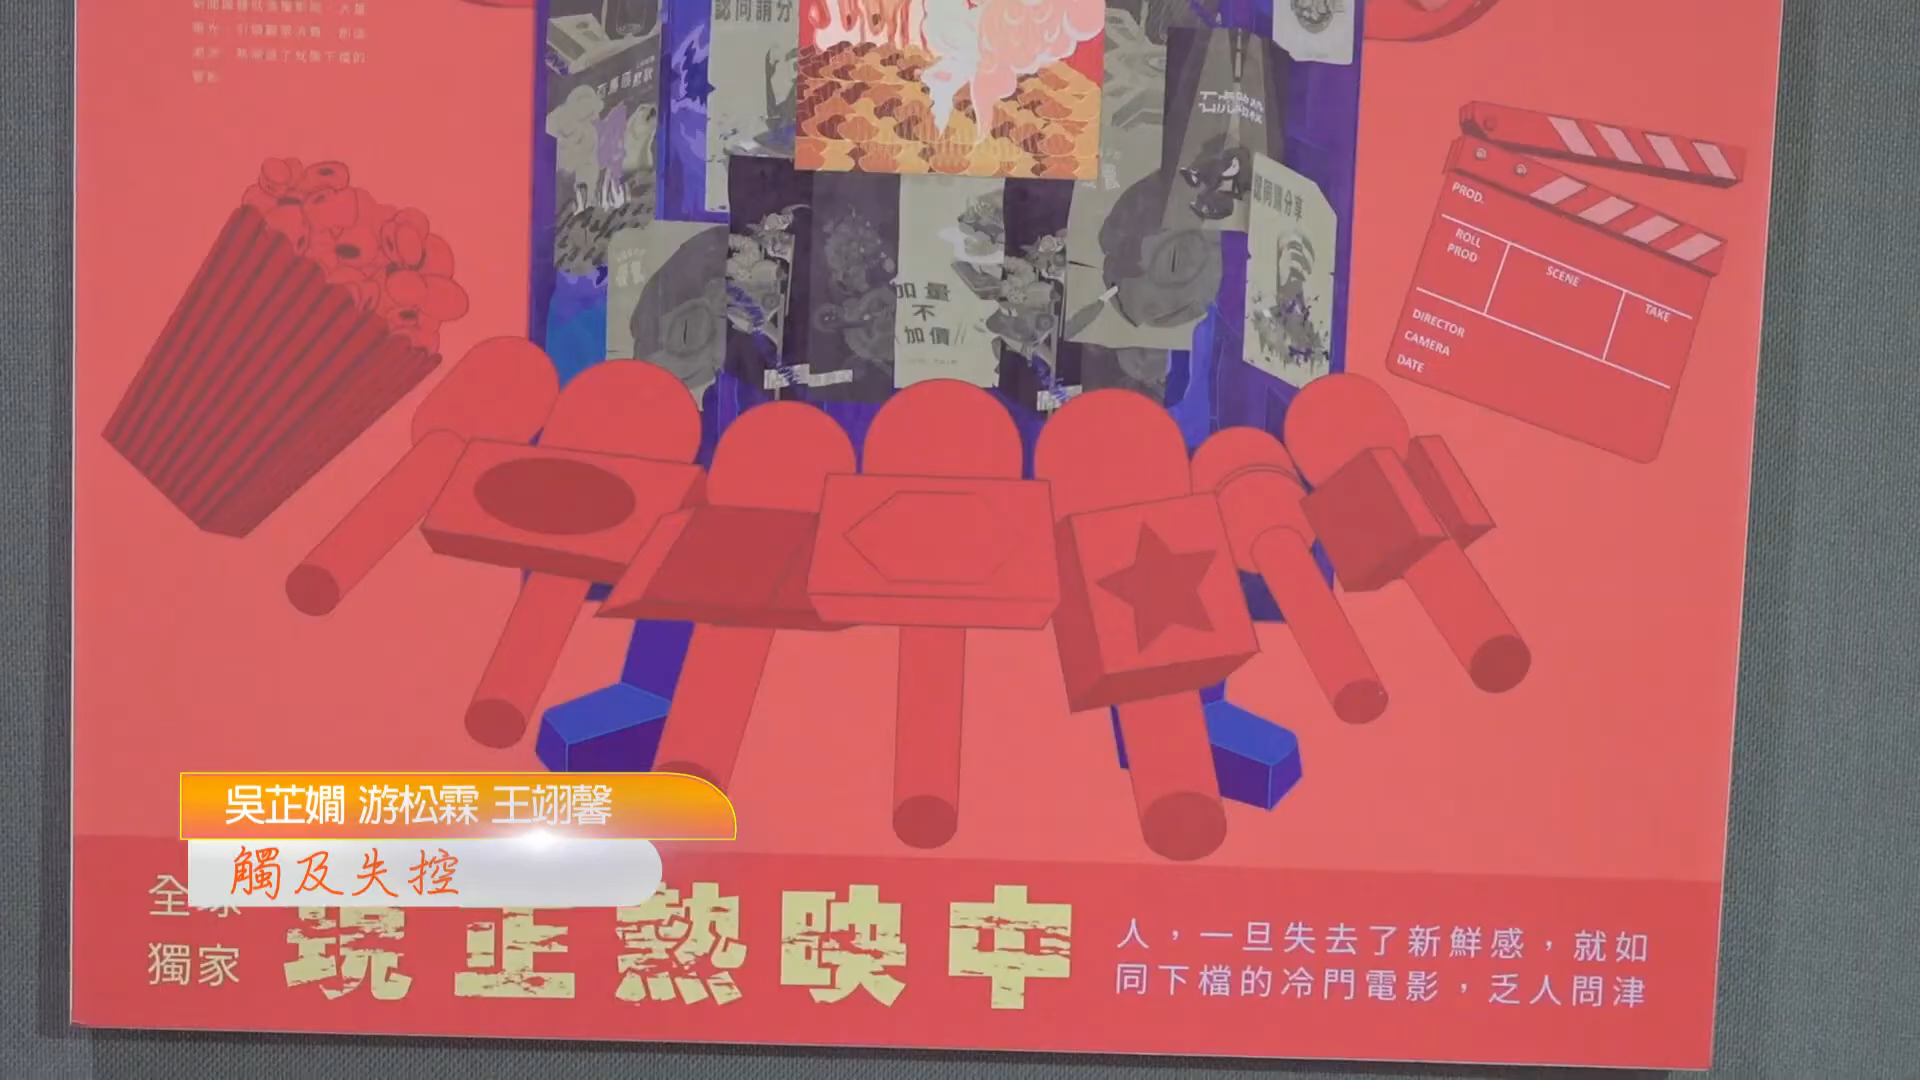 認同請分
加量
不
加價
認同請分享
PROD.
ROLL
PROD
SCENE
TAKE
DIRECTOR
CAMERA
DATE
吳芷嫺 游松霖 王翊馨
觸及失控
全球
獨家
現正熱映中
人，一旦失去了新鮮感，就如
同下檔的冷門電影，乏人問津